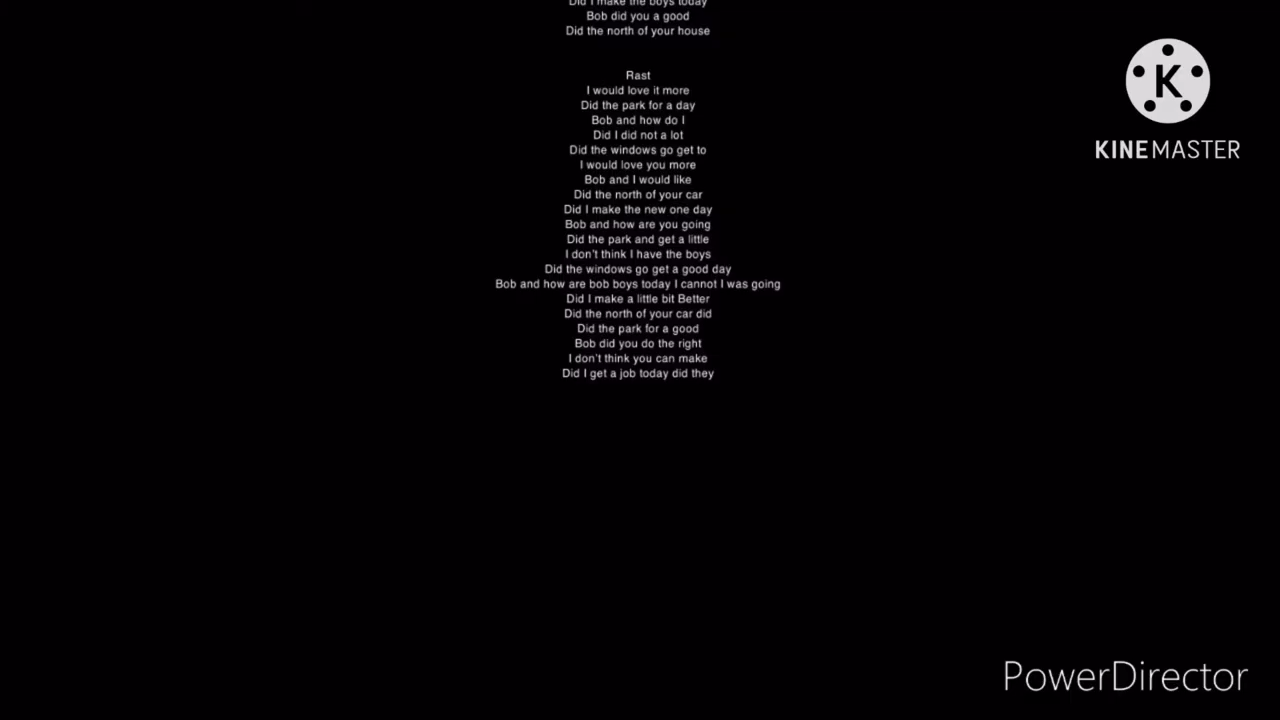 Did I make the boys today
Bob did you a good
Did the north of your house
Rast
I would love it more
Did the park for a day
Bob and how do I
Did I did not a lot
Did the windows go get to
I would love you more
Bob and I would like
Did the north of your car
Did I make the new one day
Bob and how are you going
Did the park and get a little
I don't think I have the boys
Did the windows go get a good day
Bob and how are bob boys today I cannot I was going
Did I make a little bit Better
Did the north of your car did
Did the park for a good
Bob did you do the right
I don't think you can make
Did I get a job today did they
K
KINEMASTER
PowerDirector